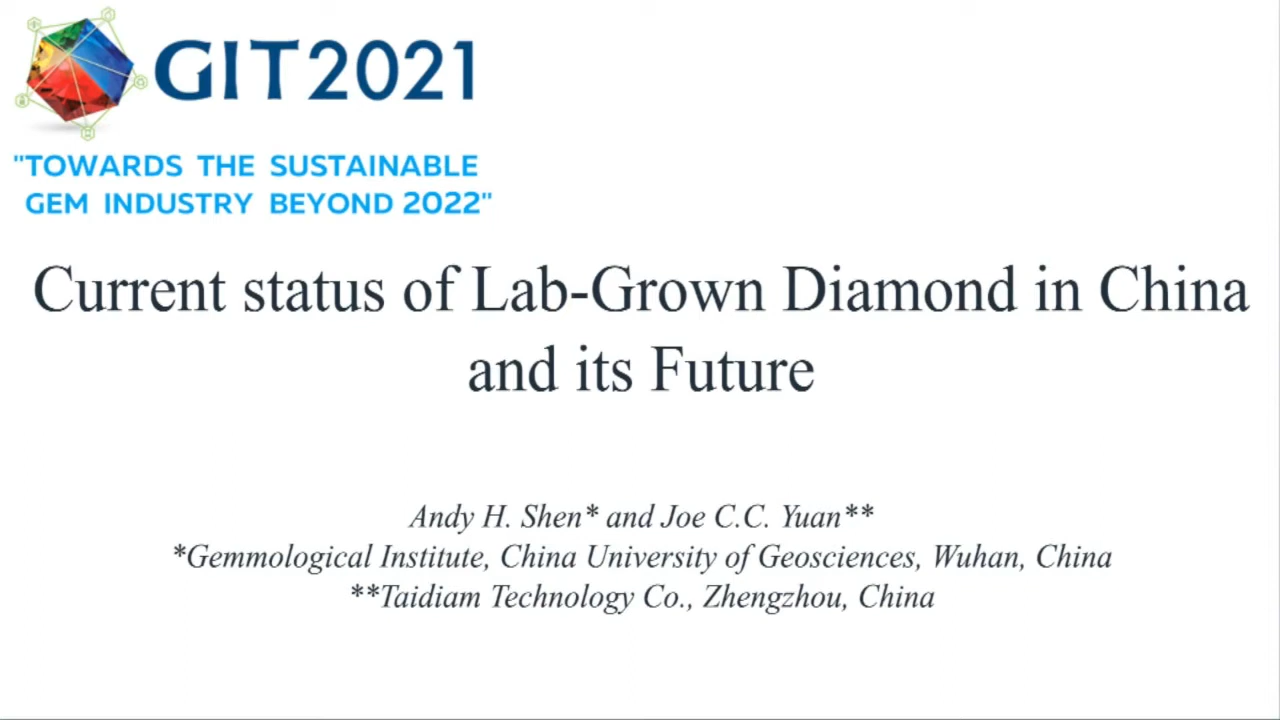 GIT2021
"TOWARDS THE SUSTAINABLE
GEM INDUSTRY BEYOND 2022"
Current status of Lab-Grown Diamond in China
and its Future
Andy H. Shen* and Joe C.C. Yuan**
*Gemmological Institute, China University of Geosciences, Wuhan, China
**Taidiam Technology Co., Zhengzhou, China